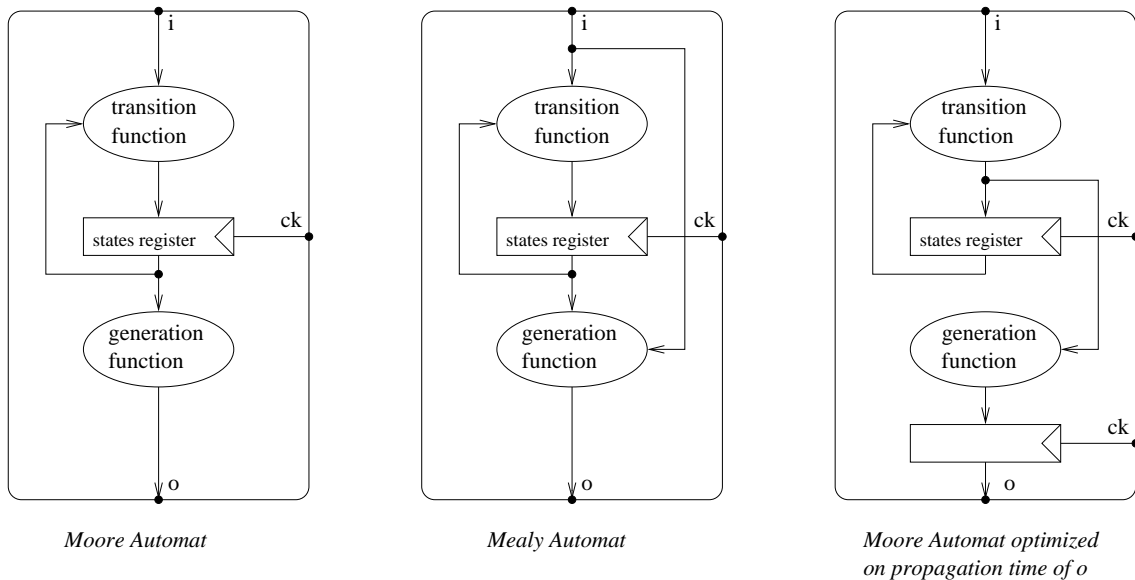 i
transition
function
ck
states register
generation
function
o
Moore Automat
i
transition
function
ck
states register
generation
function
o
Mealy Automat
i
transition
function
ck
states register
generation
function
ck
o
Moore Automat optimized
on propagation time of o